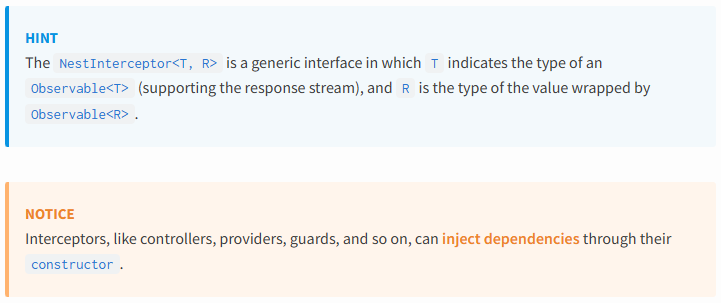 HINT
The NestInterceptor<T, R> is a generic interface in which T indicates the type of an
Observable<T> (supporting the response stream), and R is the type of the value wrapped by
Observable<R>.
NOTICE
Interceptors, like controllers, providers, guards, and so on, can inject dependencies through their
constructor.